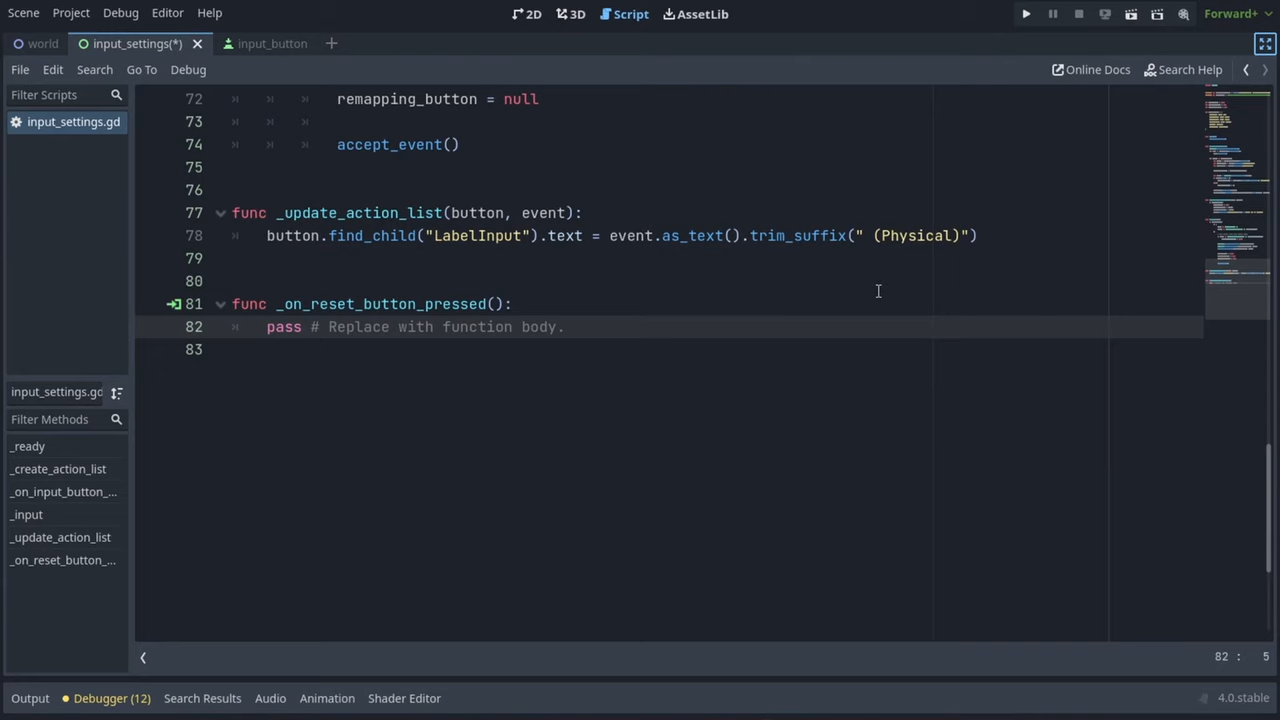 Scene Project Debug Editor Help 2D 3D Script AssetLib Forward+
world input_settings(*) input_button
File Edit Search Go To Debug Online Docs Search Help
Filter Scripts
input_settings.gd
input_settings.gd
Filter Methods
_ready
_create_action_list
_on_input_button_...
_input
_update_action_list
_on_reset_button_...
72 remapping_button = null
73
74 accept_event()
75
76
77 func _update_action_list(button, event):
78 button.find_child("LabelInput").text = event.as_text().trim_suffix(" (Physical)")
79
80
81 func _on_reset_button_pressed():
82 pass # Replace with function body.
83
82 : 5
Output Debugger (12) Search Results Audio Animation Shader Editor 4.0.stable